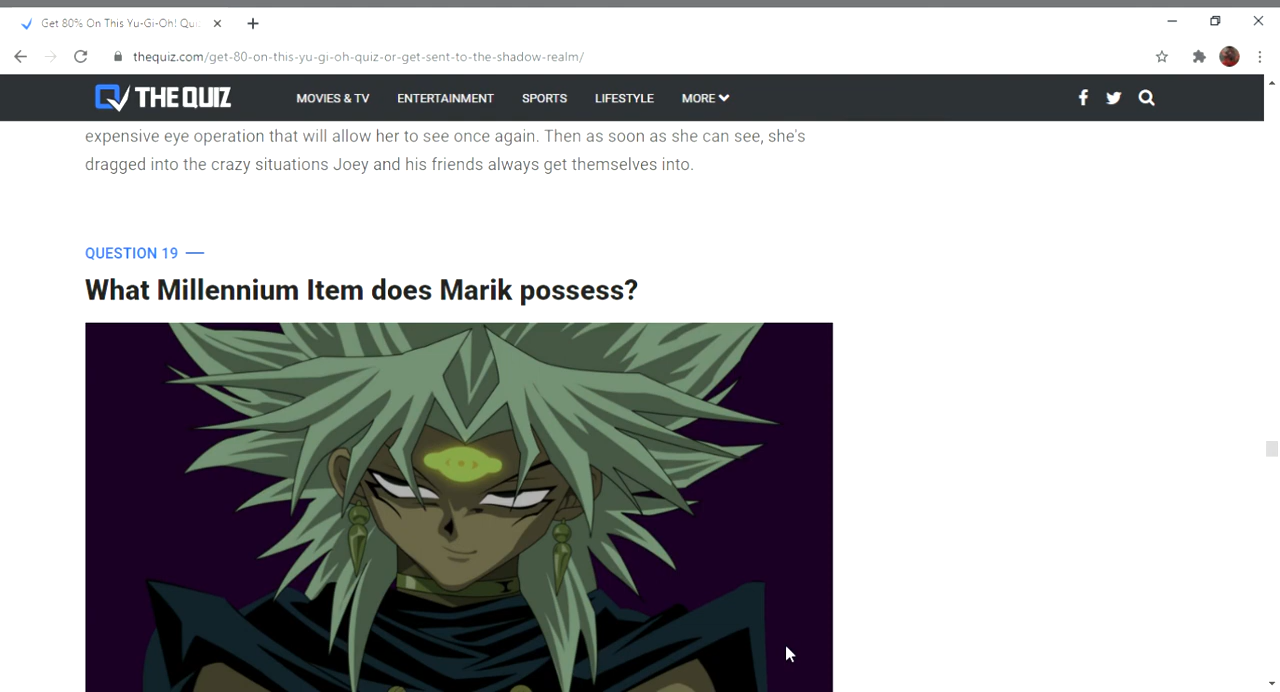 Get 80% On This Yu-Gi-Oh! Qu
thequiz.com/get-80-on-this-yu-gi-oh-quiz-or-get-sent-to-the-shadow-realm/
THE QUIZ MOVIES & TV ENTERTAINMENT SPORTS LIFESTYLE MORE
expensive eye operation that will allow her to see once again. Then as soon as she can see, she's
dragged into the crazy situations Joey and his friends always get themselves into.
QUESTION 19 —
What Millennium Item does Marik possess?